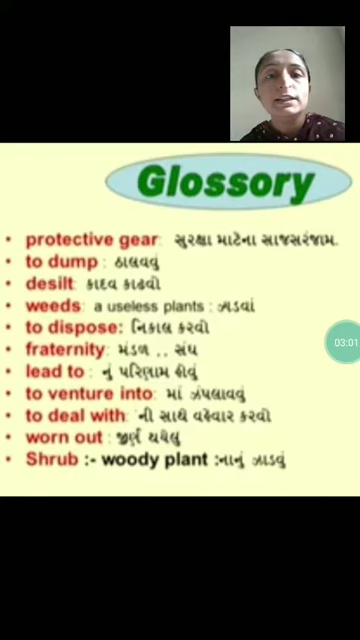 Glossory
• protective gear: સુરક્ષા માટેના સાજસરંજામ.
• to dump : ઠાલવવું
• desilt: કાદવ કાઢવો
• weeds: a useless plants : ઝાડવાં
• to dispose: નિકાલ કરવો
03:01
• fraternity: મંડળ .. સંઘ
• lead to : નું પરિણામ હોવું
• to venture into: માં ઝંપલાવવું
• to deal with: ની સાથે વહેવાર કરવો
• worn out : જીર્ણ થયેલું
• Shrub :- woody plant :નાનું ઝાડવું